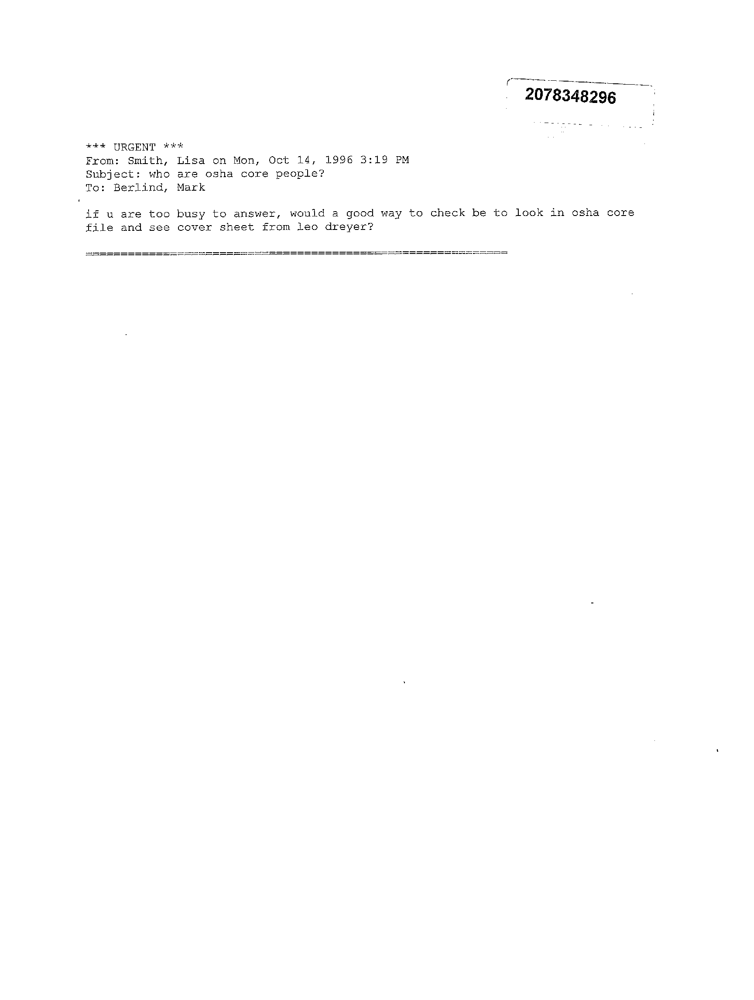 2078348296
*** URGENT ***
From: Smith, Lisa on Mon, Oct 14, 1996 3:19 PM
Subject: who are osha core people?
To: Berlind, Mark
if u are too busy to answer, would a good way to check be to look in osha core
file and see cover sheet from leo dreyer?